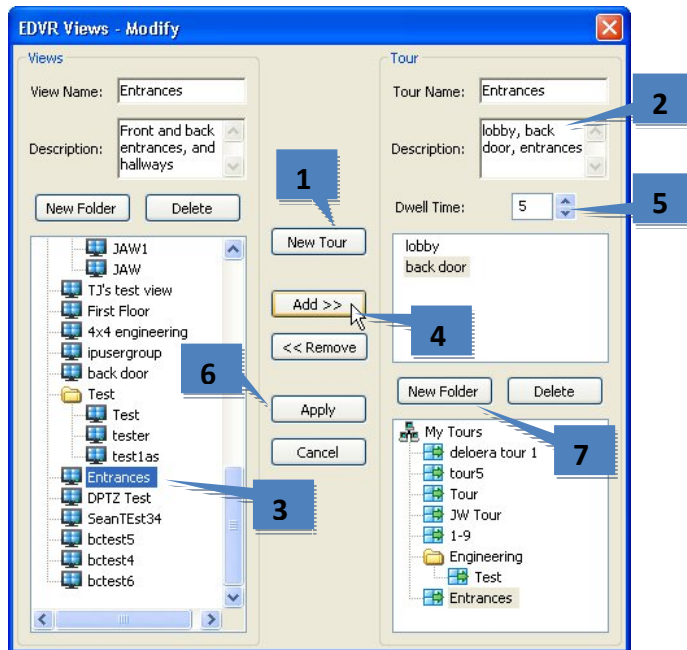 EDVR Views - Modify
Views
View Name: Entrances
Description: Front and back
entrances, and
hallways
New Folder Delete
JAW1
JAW
TJ's test view
First Floor
4x4 engineering
ipusergroup
back door
Test
Test
tester
test1as
Entrances
DPTZ Test
SeanTEst34
bctest5
bctest4
bctest6
1
New Tour
Add >>
4
<< Remove
6
Apply
Cancel
3
Tour
Tour Name: Entrances
2
Description: lobby, back
door, entrances
Dwell Time: 5
5
lobby
back door
New Folder Delete
7
My Tours
deloera tour 1
tour5
Tour
JW Tour
1-9
Engineering
Test
Entrances